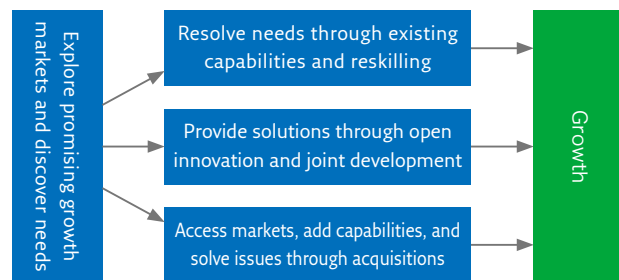 Explore promising growth
markets and discover needs
Resolve needs through existing
capabilities and reskilling
Provide solutions through open
innovation and joint development
Access markets, add capabilities, and
solve issues through acquisitions
Growth